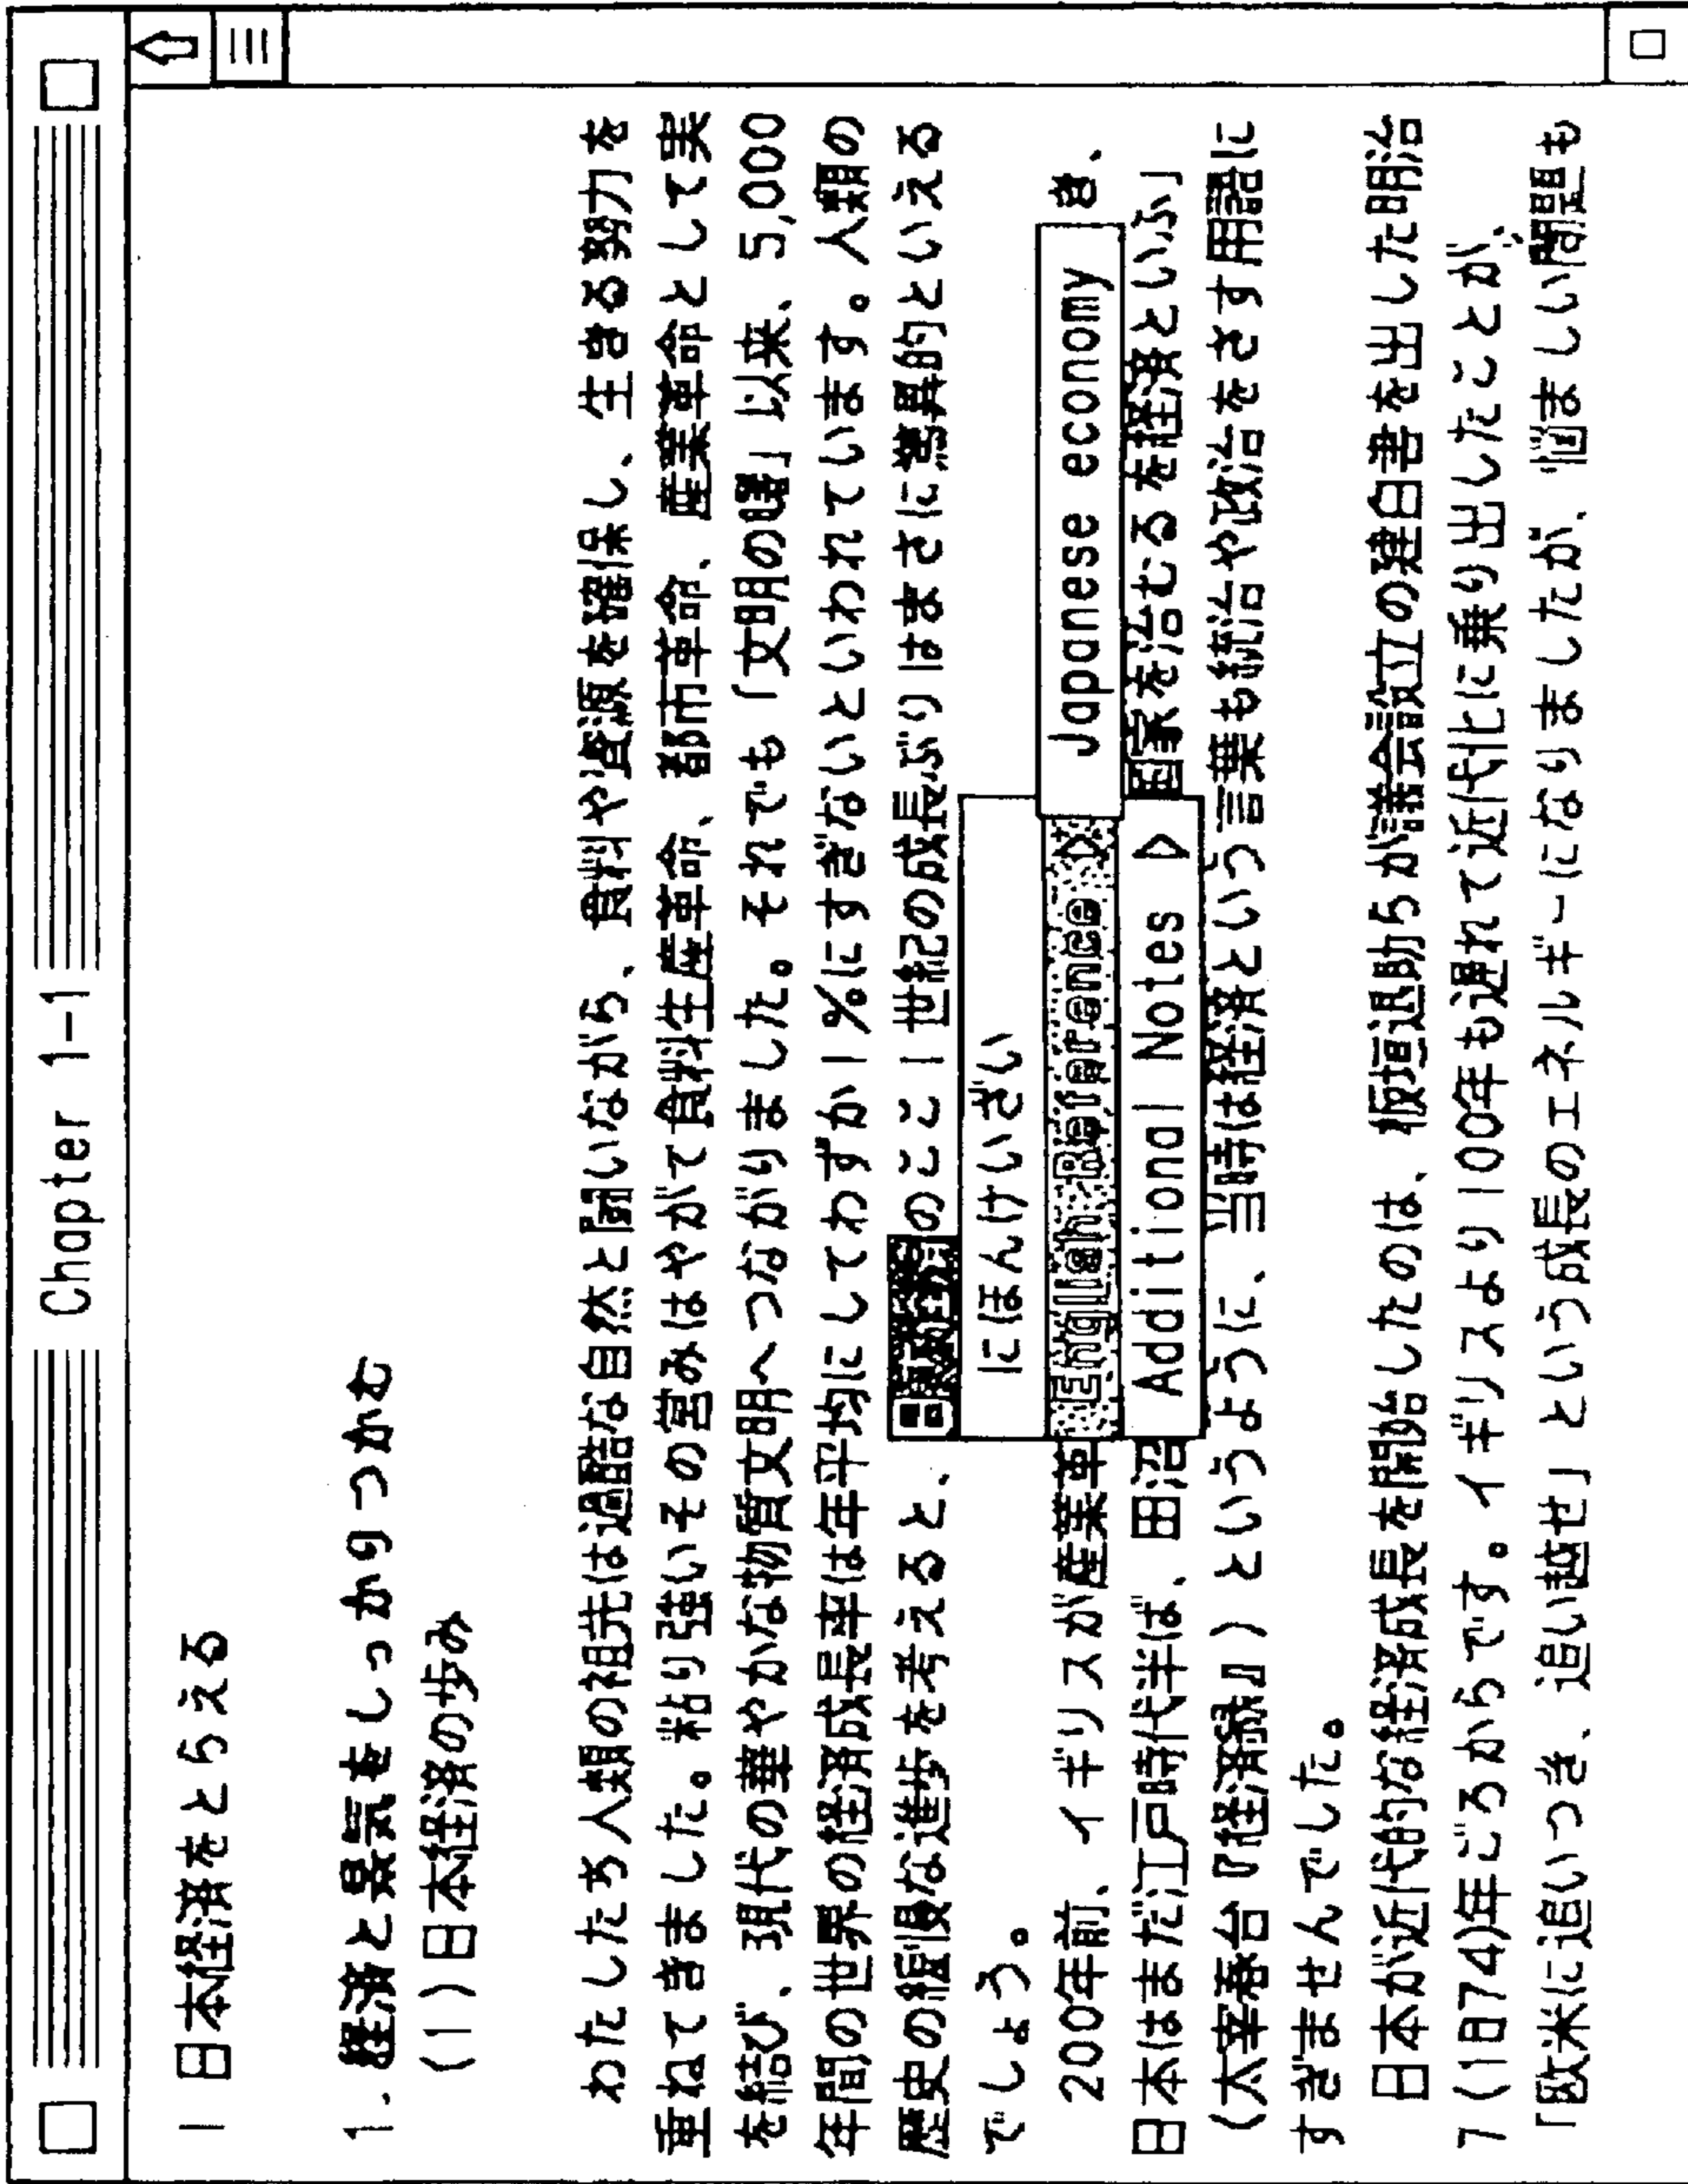 Chapter 1-1
1 日本経済をとらえる
1. 経済と景気をしっかりつかむ
(1)日本経済の歩み
わたしたち人類の祖先は過酷な自然と闘いながら、食料や資源を確保し、生きる努力を
重ねてきました。粘り強いその営みはやがて食料生産革命、都市革命、産業革命として実
を結び、現代の華やかな物質文明へつながりました。それでも「文明の曙」以来、5,000
年間の世界の経済成長率は年平均にしてわずか1%にすぎないといわれています。人類の
歴史の緩慢な進歩を考えると、日本経済のここ1世紀の成長ぶりはまさに驚異的といえる
でしょう。
にほんけいざい
200年前、イギリスが産業革
English Reference ▷
Japanese economy
き、
日本はまだ江戸時代半ば、田沼
Additional Notes ▷
国家を治むるを経済といふ」
(太宰春台『経済録』)というように、当時は経済という言葉も統治や政治をさす用語に
すぎませんでした。
日本が近代的な経済成長を開始したのは、板垣退助らが議会設立の建白書を出した明治
7(1874)年ごろからです。イギリスより100年も遅れて近代化に乗り出したことが、
「欧米に追いつき、追い越せ」という成長のエネルギーになりましたが、悩ましい問題も